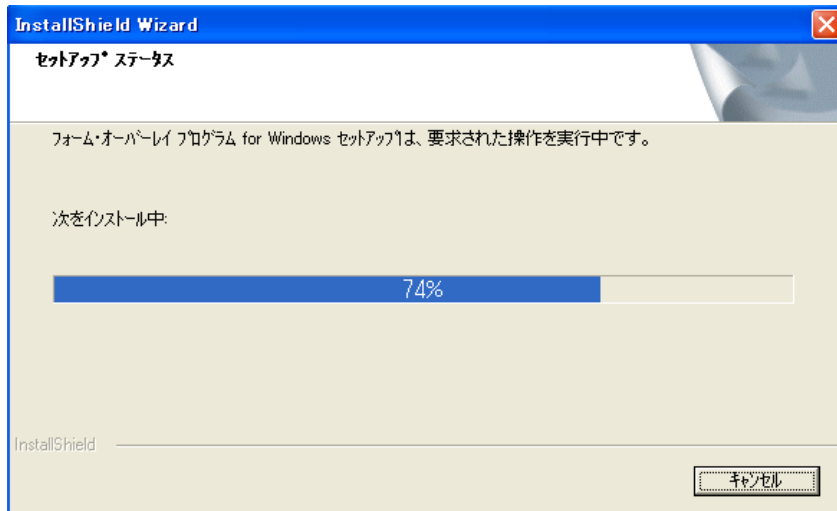 InstallShield Wizard
セットアップ ステータス
フォーム・オーバーレイ プログラム for Windows セットアップは、要求された操作を実行中です。
次をインストール中:
74%
InstallShield
キャンセル